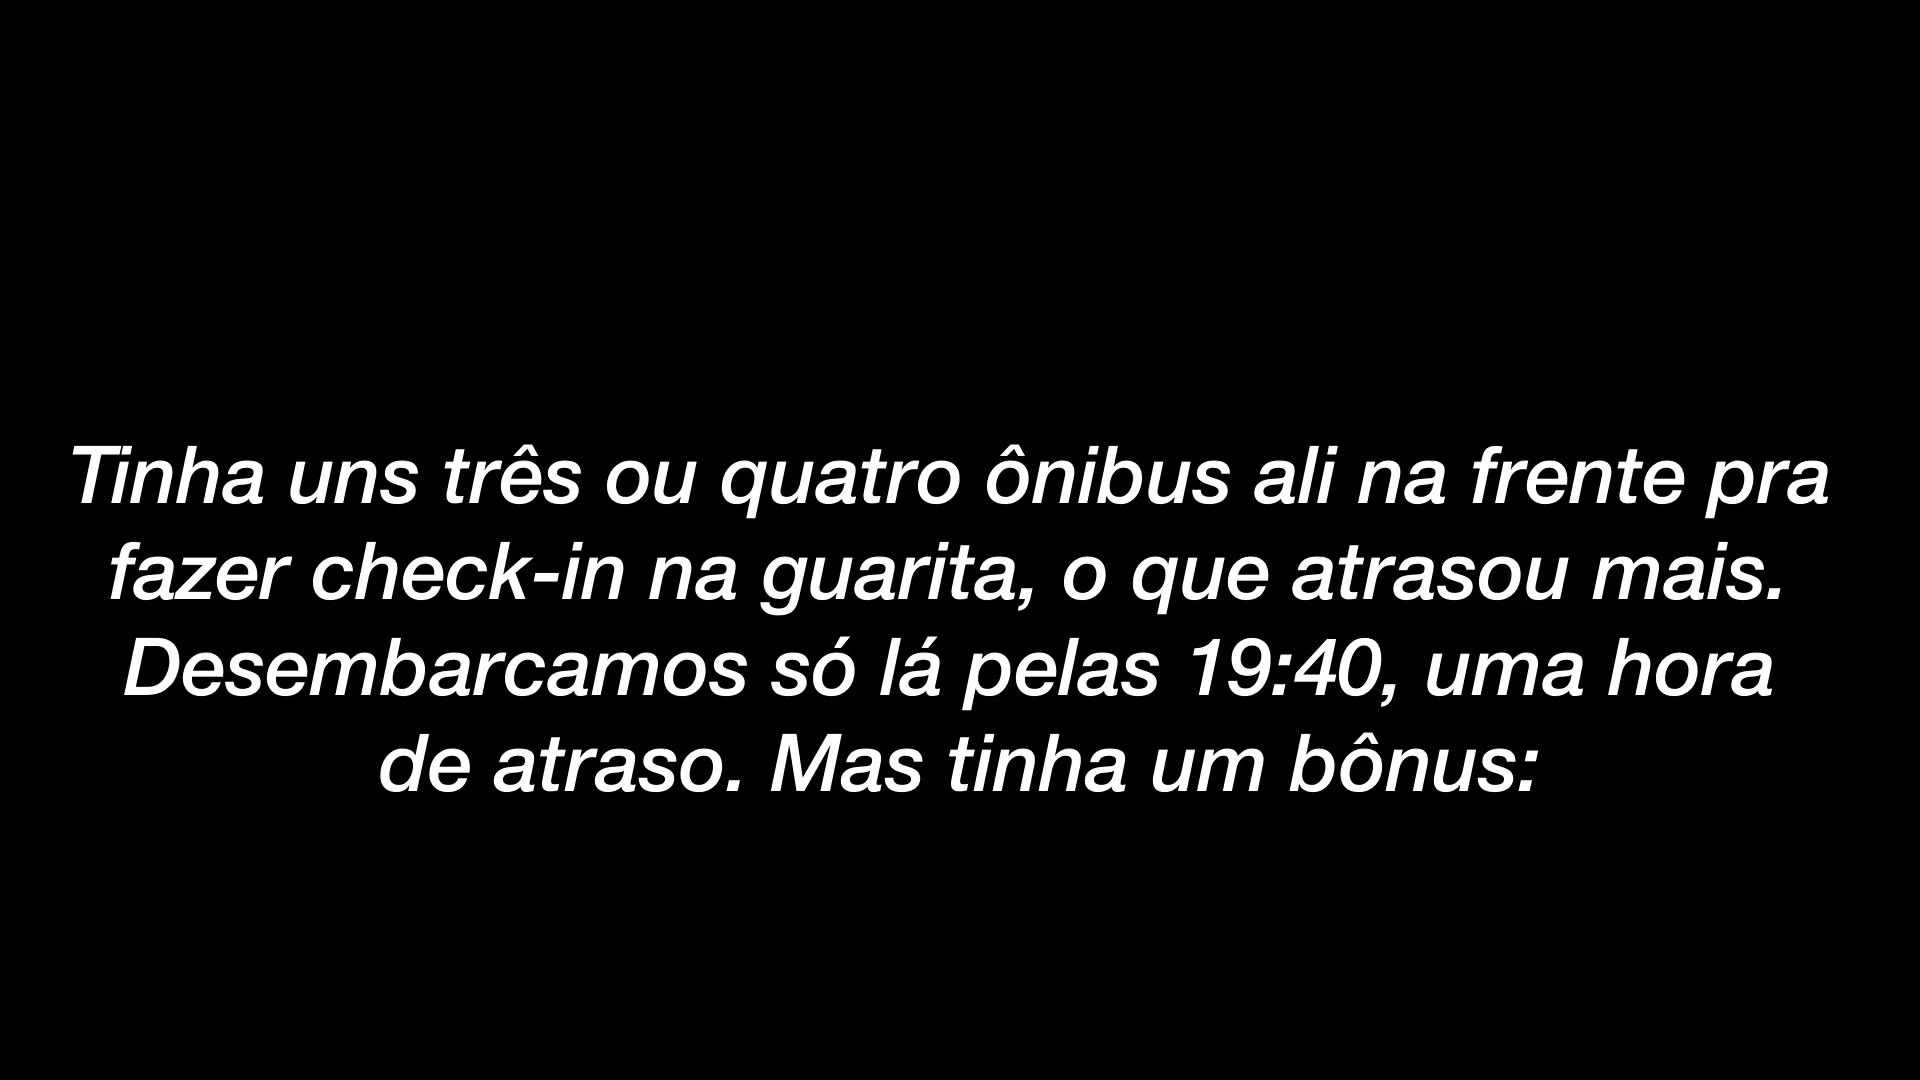 Tinha uns três ou quatro ônibus ali na frente pra
fazer check-in na guarita, o que atrasou mais.
Desembarcamos só lá pelas 19:40, uma hora
de atraso. Mas tinha um bônus: